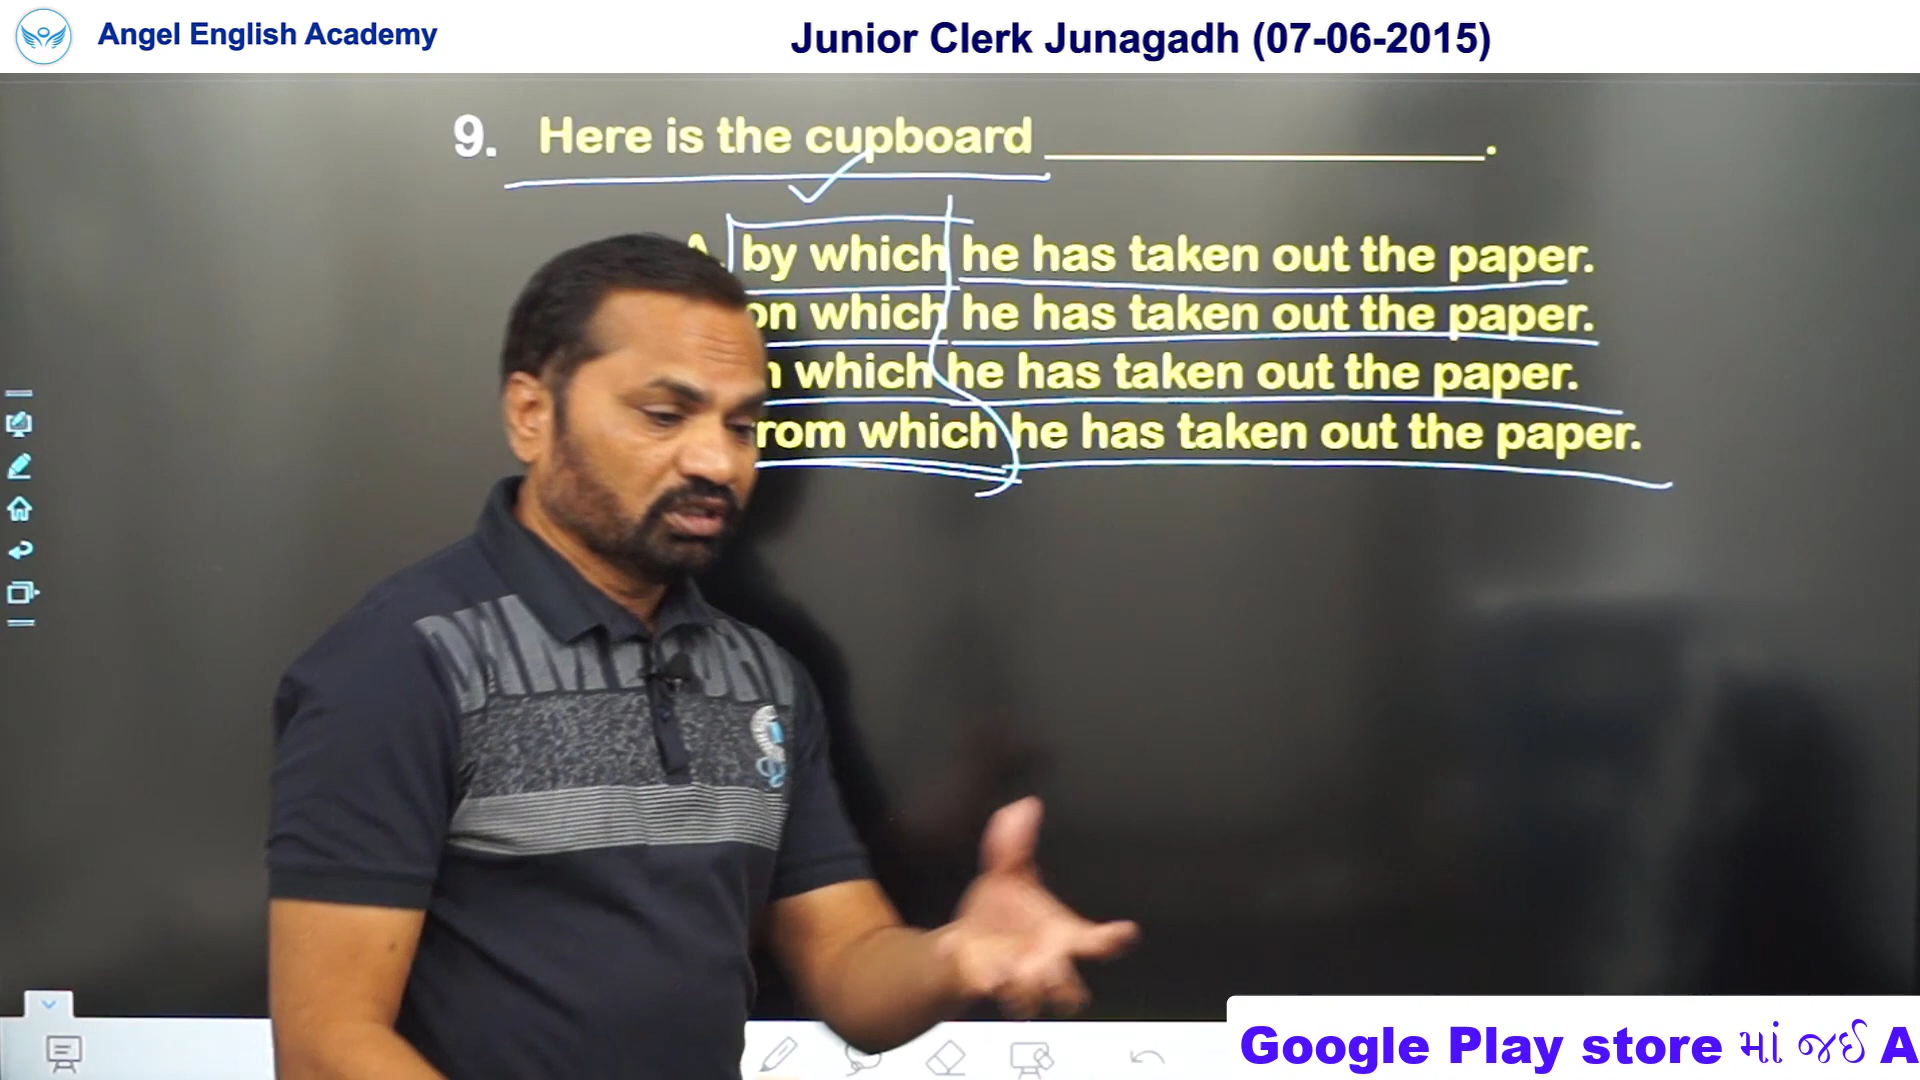 Angel English Academy
Junior Clerk Junagadh (07-06-2015)
9. Here is the cupboard ____________.
A. by which he has taken out the paper.
on which he has taken out the paper.
which he has taken out the paper.
which he has taken out the paper.
Google Play store માં જઈ A